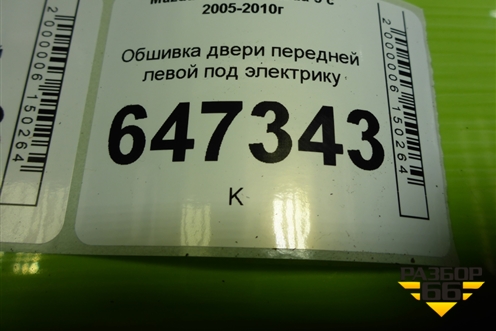 2005-2010г
Обшивка двери передней
левой под электрику
647343
К
2000006150264
2000006150264
РАЗБОР
66